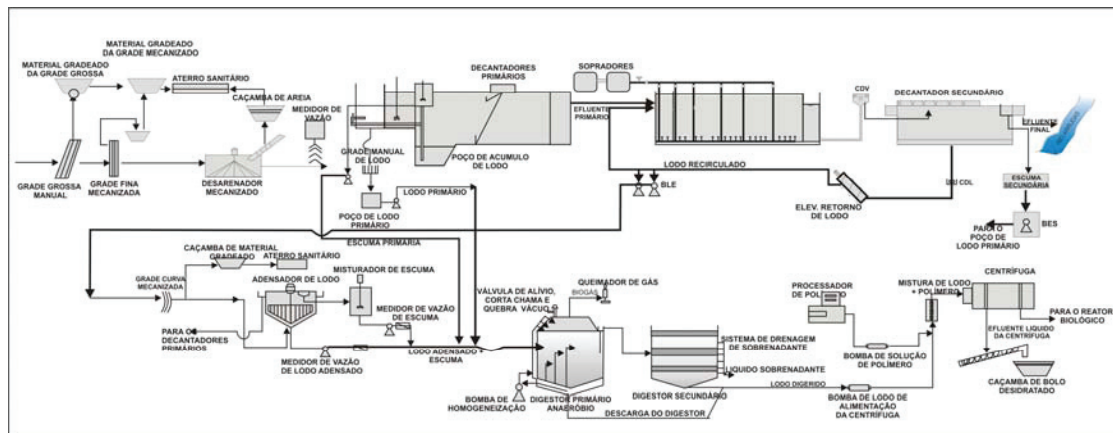 MATERIAL GRADEADO
DA GRADE MECANIZADO
MATERIAL GRADEADO
DA GRADE GROSSA
ATERRO SANITÁRIO
CAÇAMBA DE AREIA
MEDIDOR DE
VAZÃO
GRADE GROSSA
MANUAL
GRADE FINA
MECANIZADA
DESARENADOR
MECANIZADO
DECANTADORES
PRIMÁRIOS
SOPRADORES
EFLUENTE
PRIMÁRIO
GRADE MANUAL
DE LODO
POÇO DE ACUMULO
DE LODO
LODO PRIMÁRIO
POÇO DE LODO
PRIMÁRIO
ESCUMA PRIMARIA
LODO RECIRCULADO
BLE
CDV
DECANTADOR SECUNDÁRIO
EFLUENTE
FINAL
CDL
ELEV. RETORNO
DE LODO
ESCUMA
SECUNDÁRIA
BES
PARA O
POÇO DE
LODO PRIMÁRIO
CAÇAMBA DE MATERIAL
GRADEADO
ATERRO SANITÁRIO
GRADE CURVA
MECANIZADA
ADENSADOR DE LODO
MISTURADOR DE ESCUMA
MEDIDOR DE VAZÃO
DE ESCUMA
PARA OS
DECANTADORES
PRIMÁRIOS
MEDIDOR DE VAZÃO
DE LODO ADENSADO
LODO ADENSADO +
ESCUMA
VÁLVULA DE ALÍVIO,
CORTA CHAMA E
QUEBRA VÁCUO
BIOGÁS
QUEIMADOR DE GÁS
BOMBA DE
HOMOGENEIZAÇÃO
DIGESTOR PRIMÁRIO
ANAERÓBIO
DESCARGA DO DIGESTOR
DIGESTOR SECUNDÁRIO
SISTEMA DE DRENAGEM
DE SOBRENADANTE
LIQUIDO SOBRENADANTE
LODO DIGERIDO
PROCESSADOR
DE POLÍMERO
BOMBA DE SOLUÇÃO
DE POLÍMERO
BOMBA DE LODO DE
ALIMENTAÇÃO
DA CENTRÍFUGA
MISTURA DE LODO
+ POLÍMERO
CENTRÍFUGA
PARA O REATOR
BIOLÓGICO
EFLUENTE LIQUIDO
DA CENTRÍFUGA
CAÇAMBA DE BOLO
DESIDRATADO